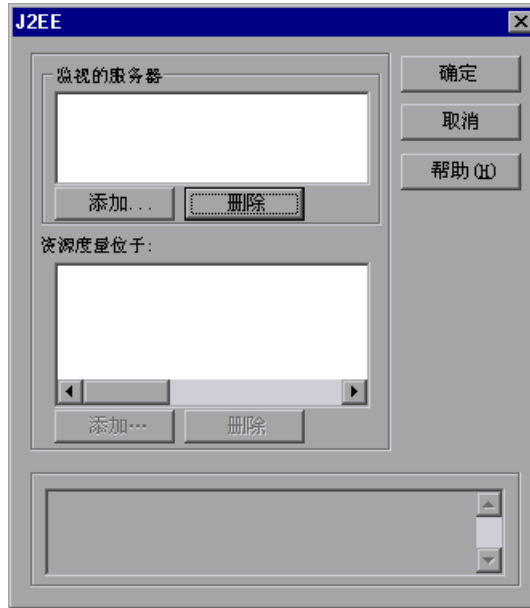 J2EE
监视的服务器
确定
取消
帮助(H)
添加...
删除
资源度量位于:
添加…
删除